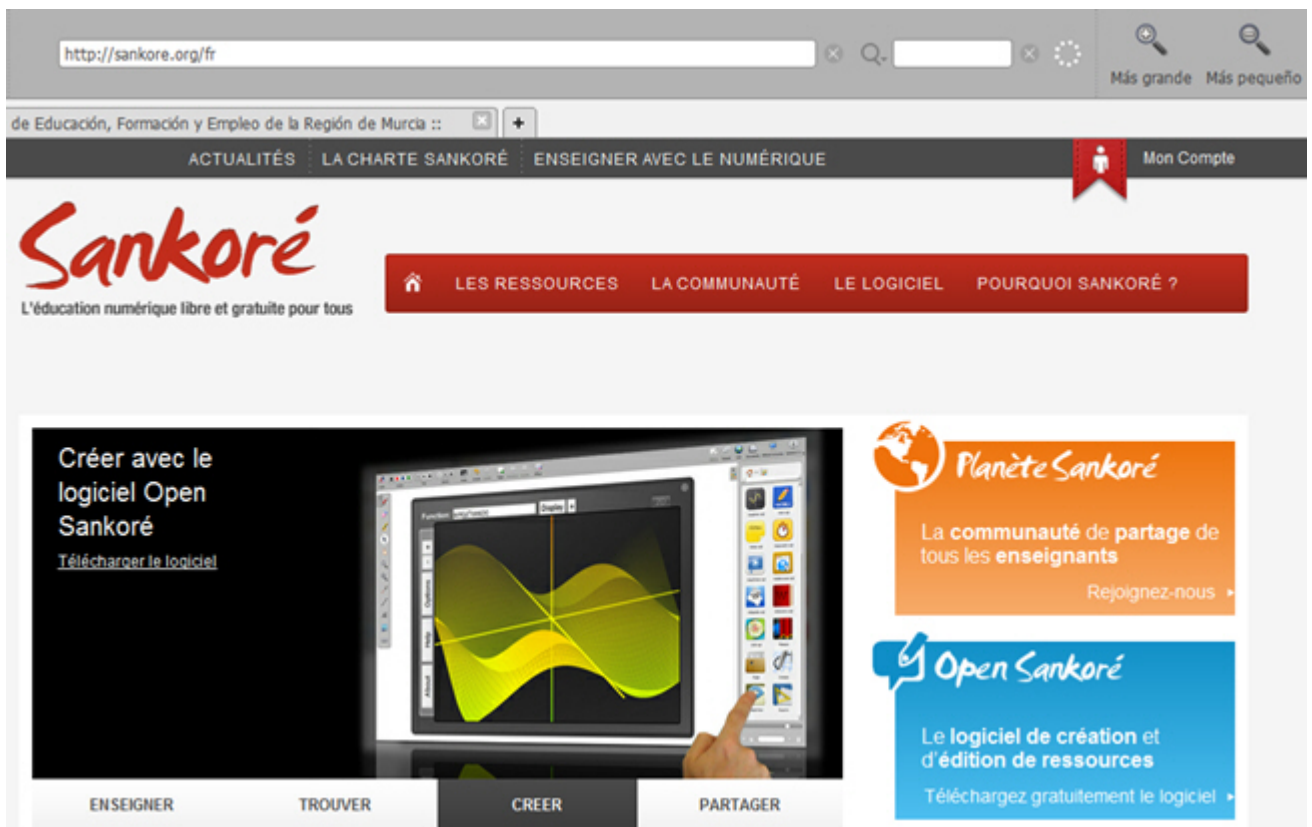 http://sankore.org/fr
Más grande Más pequeño
de Educación, Formación y Empleo de la Región de Murcia ::
ACTUALITÉS LA CHARTE SANKORÉ ENSEIGNER AVEC LE NUMÉRIQUE Mon Compte
Sankoré
L'éducation numérique libre et gratuite pour tous
LES RESSOURCES LA COMMUNAUTÉ LE LOGICIEL POURQUOI SANKORÉ ?
Créer avec le
logiciel Open
Sankoré
Télécharger le logiciel
Function
Display
Options
Help
About
Planète Sankoré
La communauté de partage de
tous les enseignants
Rejoignez-nous
Open Sankoré
Le logiciel de création et
d'édition de ressources
Téléchargez gratuitement le logiciel
ENSEIGNER TROUVER CREER PARTAGER